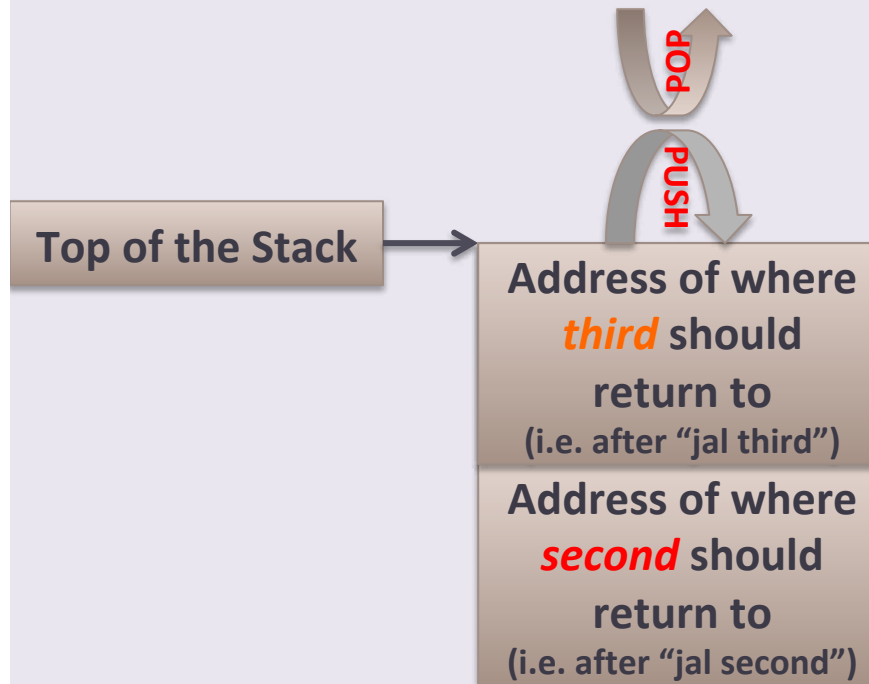 POP
PUSH
Top of the Stack
Address of where
third should
return to
(i.e. after “jal third”)
Address of where
second should
return to
(i.e. after “jal second”)